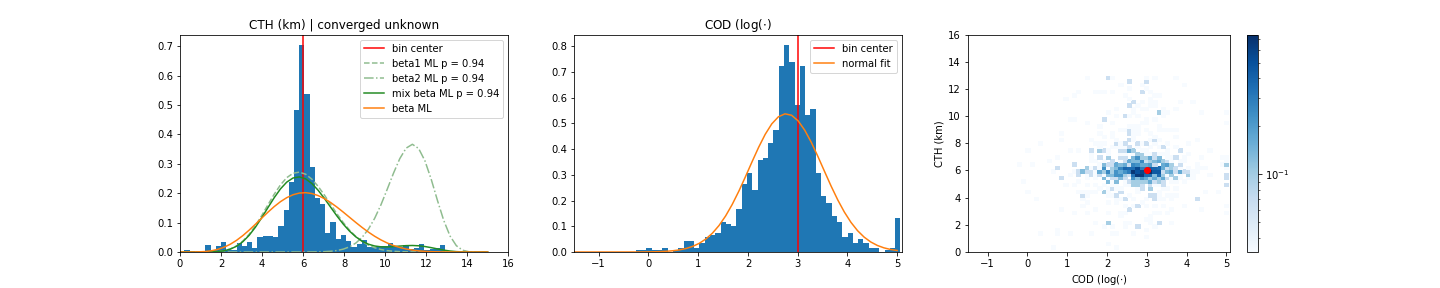 CTH (km) | converged unknown
bin center
beta1 ML p = 0.94
beta2 ML p = 0.94
mix beta ML p = 0.94
beta ML
0.7
0.6
0.5
0.4
0.3
0.2
0.1
0.0
0 2 4 6 8 10 12 14 16
COD (log(·)
bin center
normal fit
0.8
0.7
0.6
0.5
0.4
0.3
0.2
0.1
0.0
−1 0 1 2 3 4 5
CTH (km)
16
14
12
10
8
6
4
2
0
−1 0 1 2 3 4 5
COD (log(·)
10⁻¹